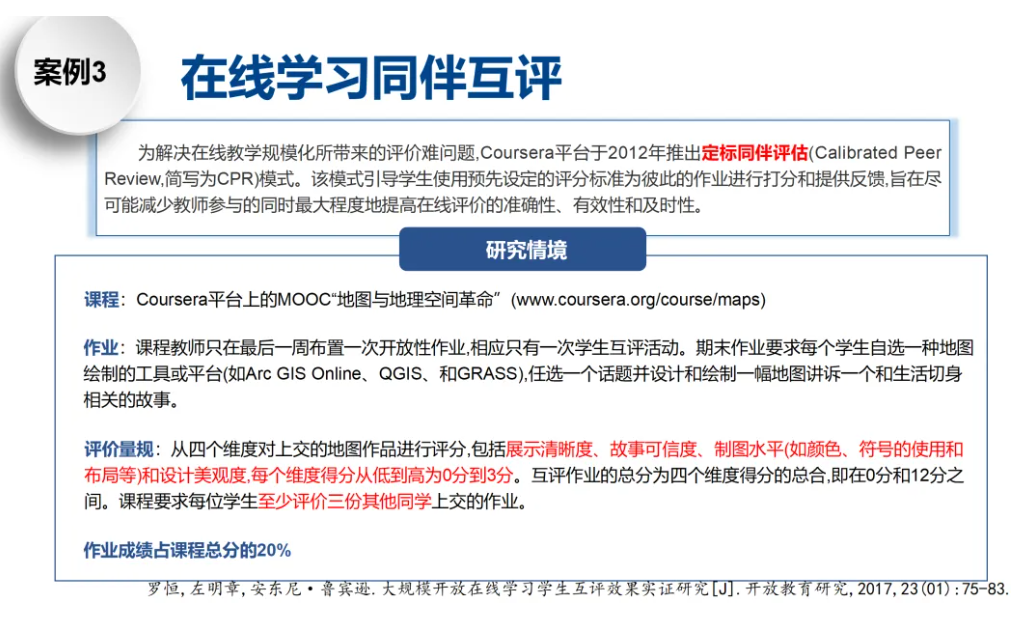 案例3
在线学习同伴互评
为解决在线教学规模化所带来的评价难问题,Coursera平台于2012年推出定标同伴评估(Calibrated Peer
Review,简写为CPR)模式。该模式引导学生使用预先设定的评分标准为彼此的作业进行打分和提供反馈,旨在尽
可能减少教师参与的同时最大程度地提高在线评价的准确性、有效性和及时性。
研究情境
课程：Coursera平台上的MOOC“地图与地理空间革命”(www.coursera.org/course/maps)
作业：课程教师只在最后一周布置一次开放性作业,相应只有一次学生互评活动。期末作业要求每个学生自选一种地图
绘制的工具或平台(如Arc GIS Online、QGIS、和GRASS),任选一个话题并设计和绘制一幅地图讲诉一个和生活切身
相关的故事。
评价量规：从四个维度对上交的地图作品进行评分,包括展示清晰度、故事可信度、制图水平(如颜色、符号的使用和
布局等)和设计美观度,每个维度得分从低到高为0分到3分。互评作业的总分为四个维度得分的总合,即在0分和12分之
间。课程要求每位学生至少评价三份其他同学上交的作业。
作业成绩占课程总分的20%
罗恒,左明章,安东尼·鲁宾逊.大规模开放在线学习学生互评效果实证研究[J].开放教育研究,2017,23(01):75-83.